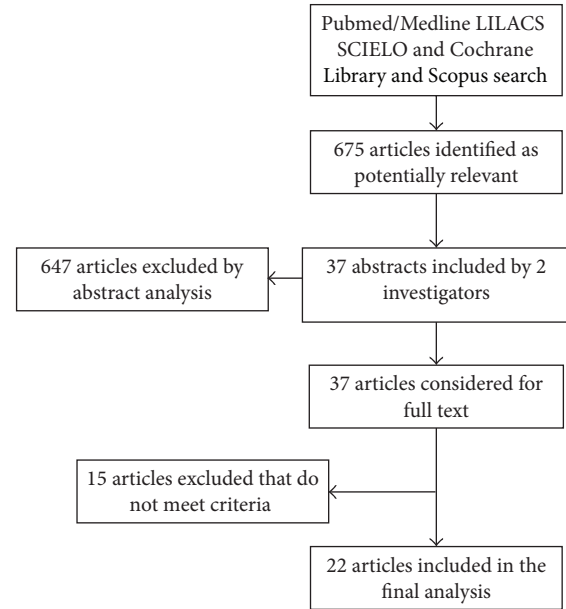 Pubmed/Medline LILACS
SCIELO and Cochrane
Library and Scopus search
675 articles identified as
potentially relevant
647 articles excluded by
abstract analysis
37 abstracts included by 2
investigators
37 articles considered for
full text
15 articles excluded that do
not meet criteria
22 articles included in the
final analysis